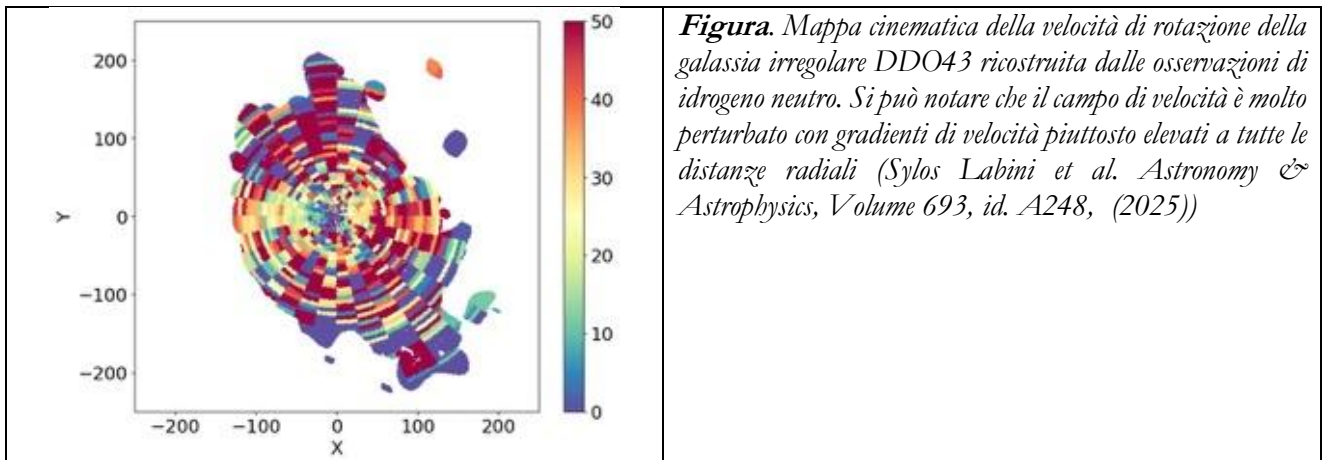 200
100
0
−100
−200
Y
−200 −100 0 100 200
X
50
40
30
20
10
0
Figura. Mappa cinematica della velocità di rotazione della
galassia irregolare DDO43 ricostruita dalle osservazioni di
idrogeno neutro. Si può notare che il campo di velocità è molto
perturbato con gradienti di velocità piuttosto elevati a tutte le
distanze radiali (Sylos Labini et al. Astronomy &
Astrophysics, Volume 693, id. A248, (2025))